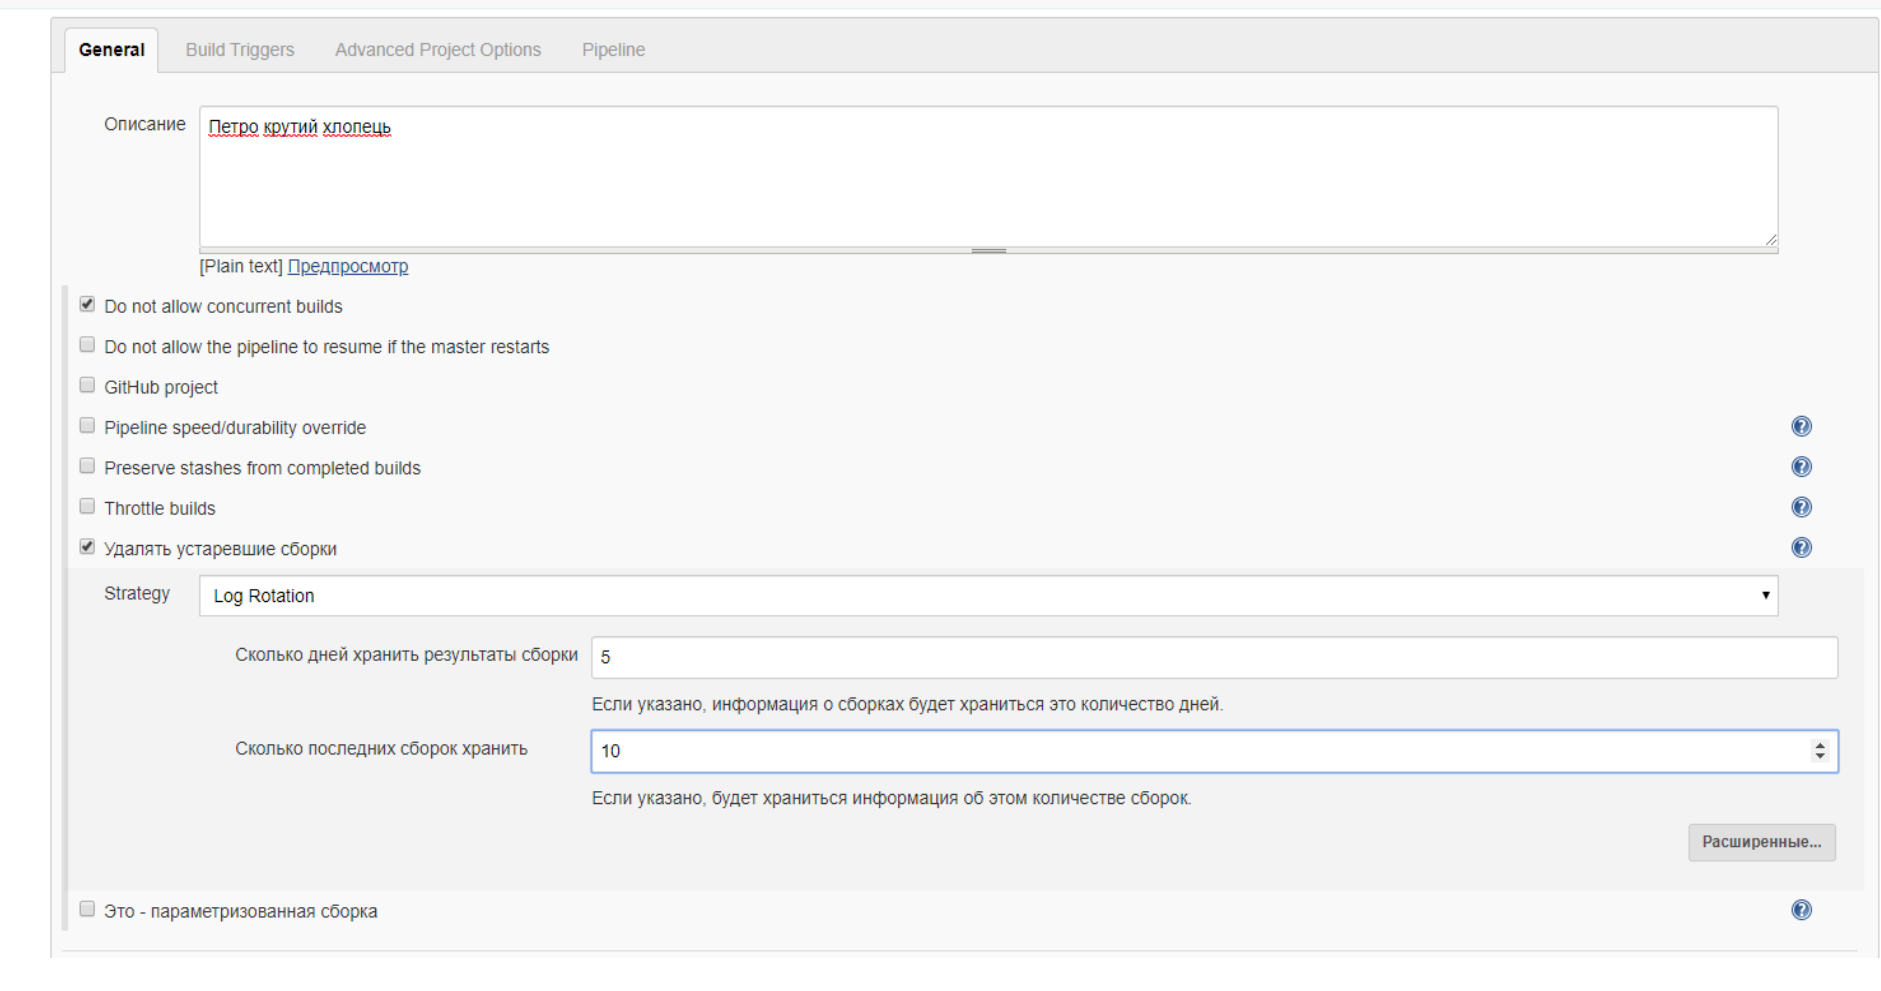 General Build Triggers Advanced Project Options Pipeline
Описание Петро крутий хлопець
[Plain text] Предпросмотр
Do not allow concurrent builds
Do not allow the pipeline to resume if the master restarts
GitHub project
Pipeline speed/durability override
Preserve stashes from completed builds
Throttle builds
Удалять устаревшие сборки
Strategy Log Rotation
Сколько дней хранить результаты сборки 5
Если указано, информация о сборках будет храниться это количество дней.
Сколько последних сборок хранить 10
Если указано, будет храниться информация об этом количестве сборок.
Расширенные...
Это - параметризованная сборка